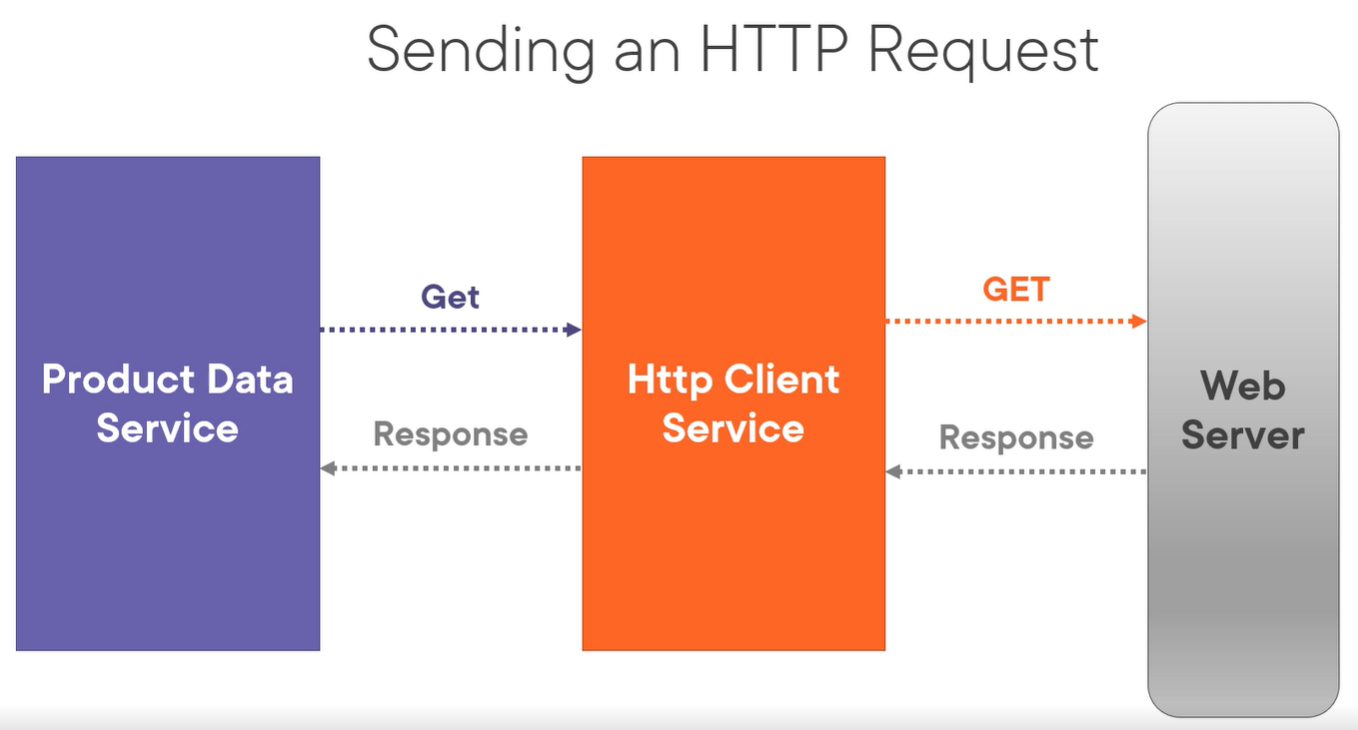 Sending an HTTP Request
Product Data
Service
Get
Response
Http Client
Service
GET
Response
Web
Server